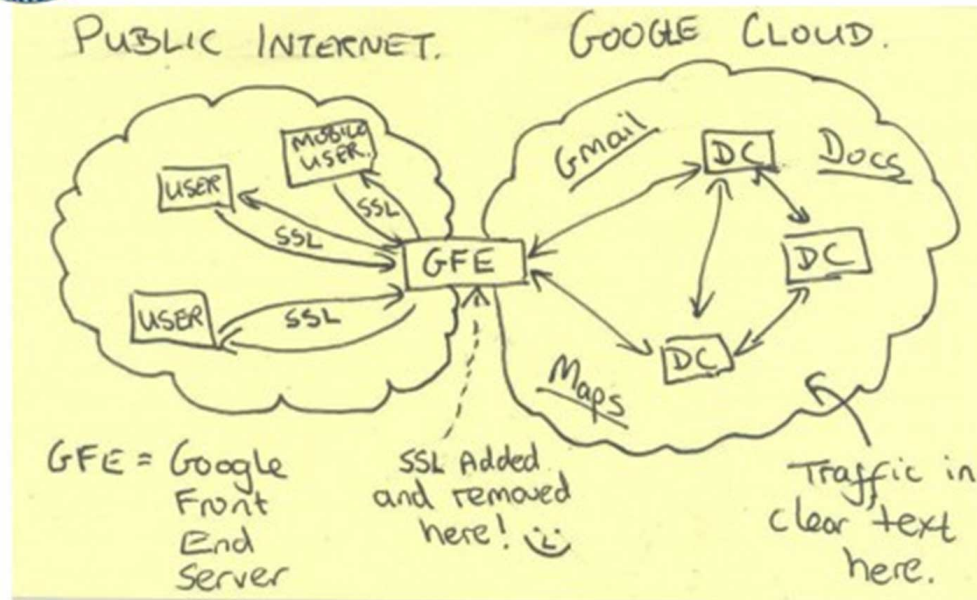 PUBLIC INTERNET.
GOOGLE CLOUD.
MOBILE
USER.
USER
SSL
SSL
GFE
USER
SSL
Gmail
DC
Docs
DC
DC
Maps
GFE = Google
Front
End
Server
SSL Added
and removed
here!
Traffic in
clear text
here.